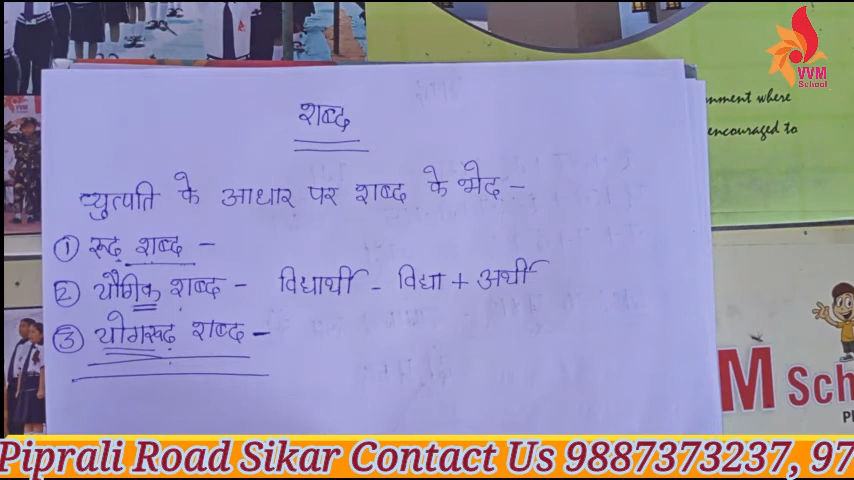 VVM
School
nment where
encouraged to
शब्द
व्युत्पति के आधार पर शब्द के भेद -
① रूढ़ शब्द -
② यौगिक शब्द - विद्यार्थी - विद्या + अर्थी
③ योगरूढ़ शब्द -
M Sch
Piprali Road Sikar Contact Us 9887373237, 97